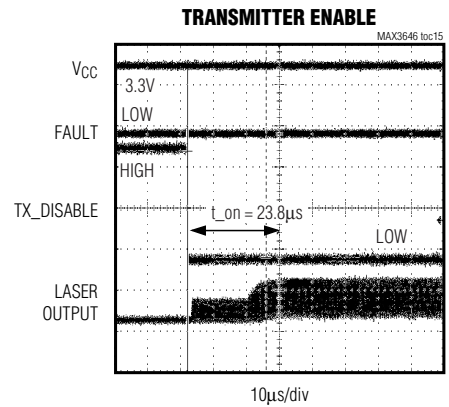 TRANSMITTER ENABLE
MAX3646 toc15
VCC
3.3V
LOW
FAULT
HIGH
TX_DISABLE
t_on = 23.8µs
LOW
LASER
OUTPUT
10µs/div